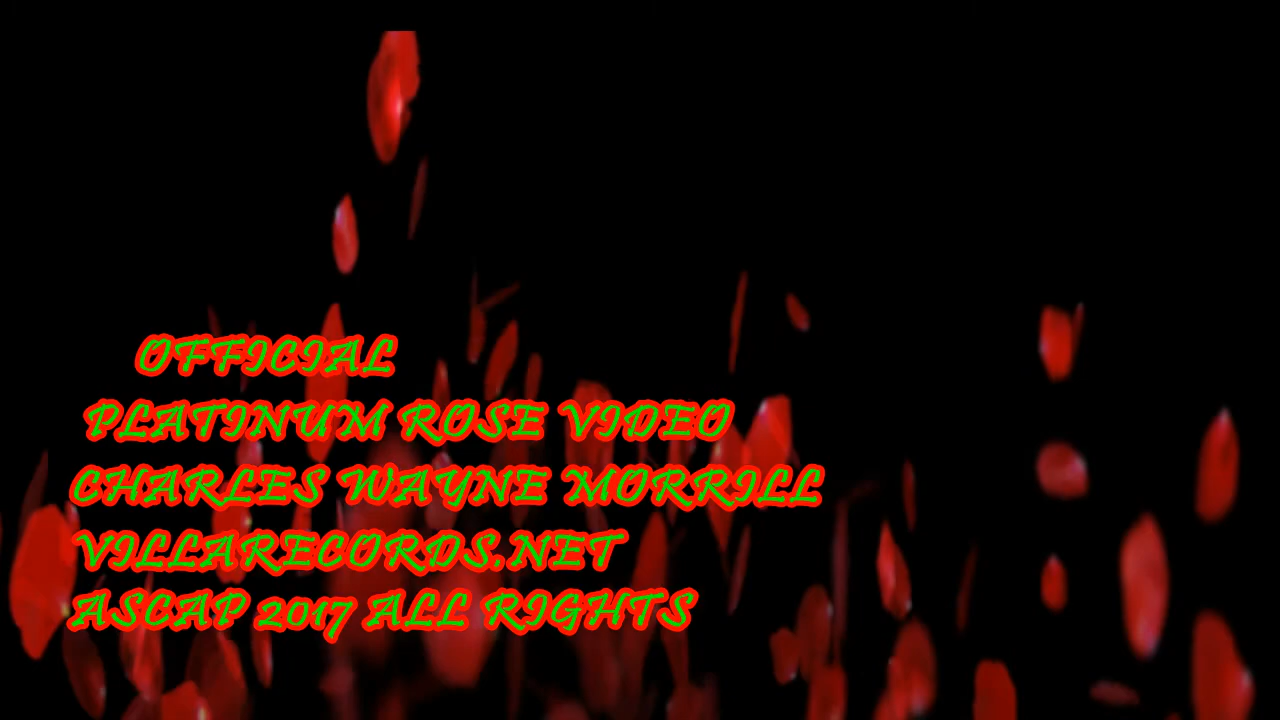 OFFICIAL
PLATINUM ROSE VIDEO
CHARLES WAYNE MORRILL
VILLARECORDS.NET
ASCAP 2017 ALL RIGHTS